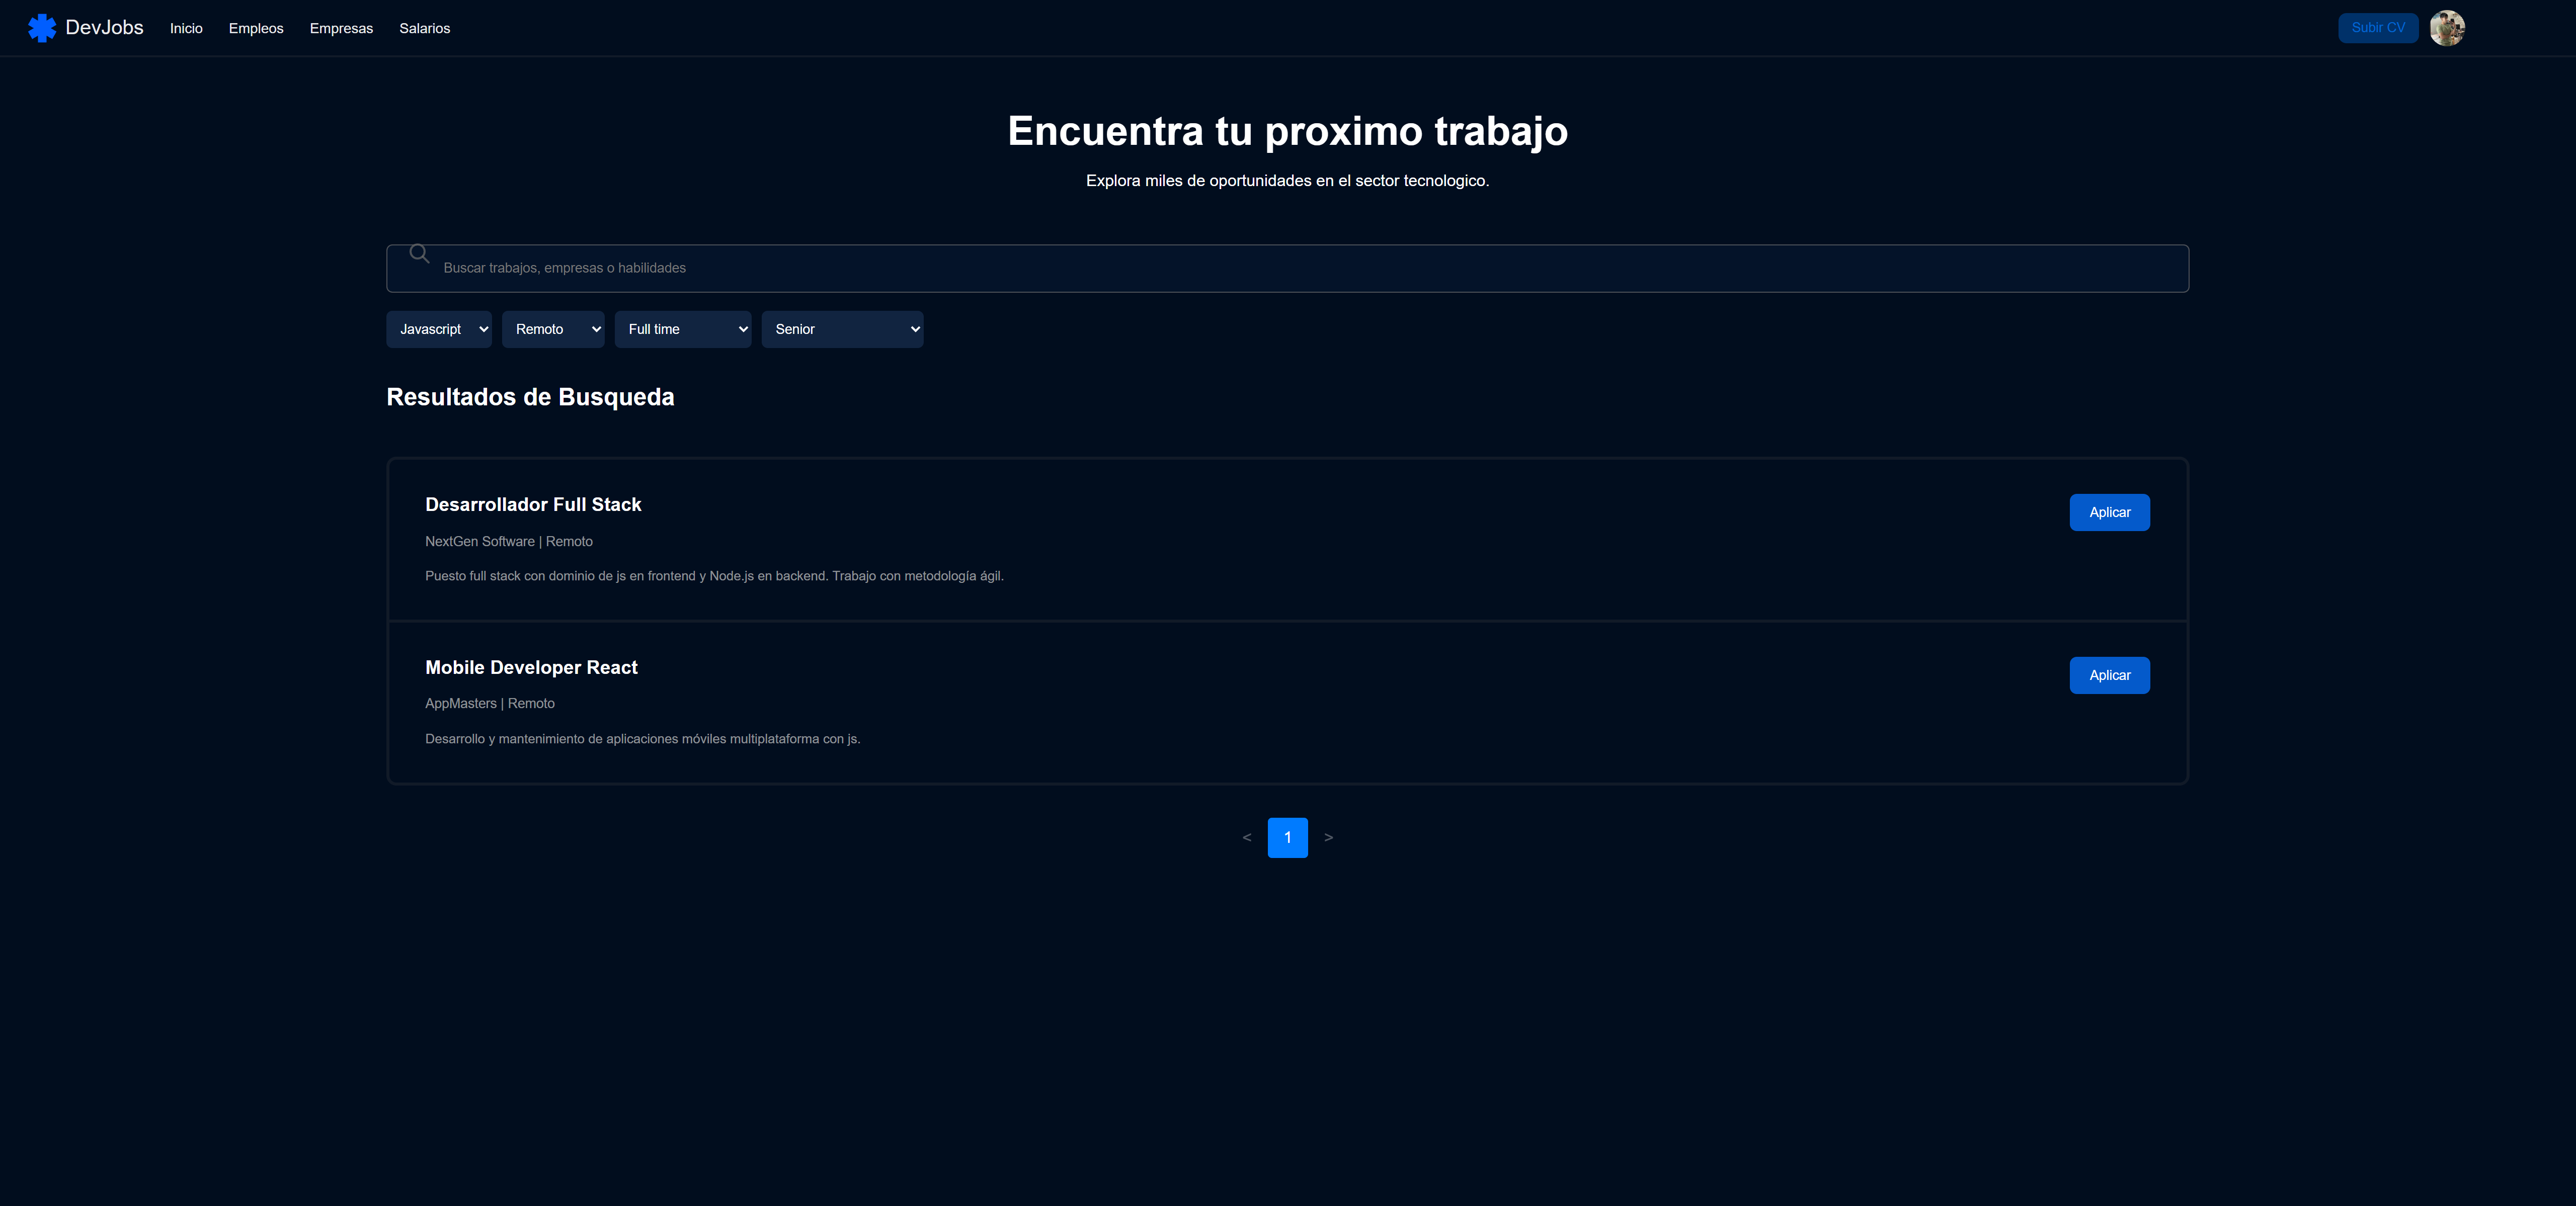 DevJobs Inicio Empleos Empresas Salarios Subir CV
Encuentra tu proximo trabajo
Explora miles de oportunidades en el sector tecnologico.
Buscar trabajos, empresas o habilidades
Javascript Remoto Full time Senior
Resultados de Busqueda
Desarrollador Full Stack
Aplicar
NextGen Software | Remoto
Puesto full stack con dominio de js en frontend y Node.js en backend. Trabajo con metodología ágil.
Mobile Developer React
Aplicar
AppMasters | Remoto
Desarrollo y mantenimiento de aplicaciones móviles multiplataforma con js.
< 1 >